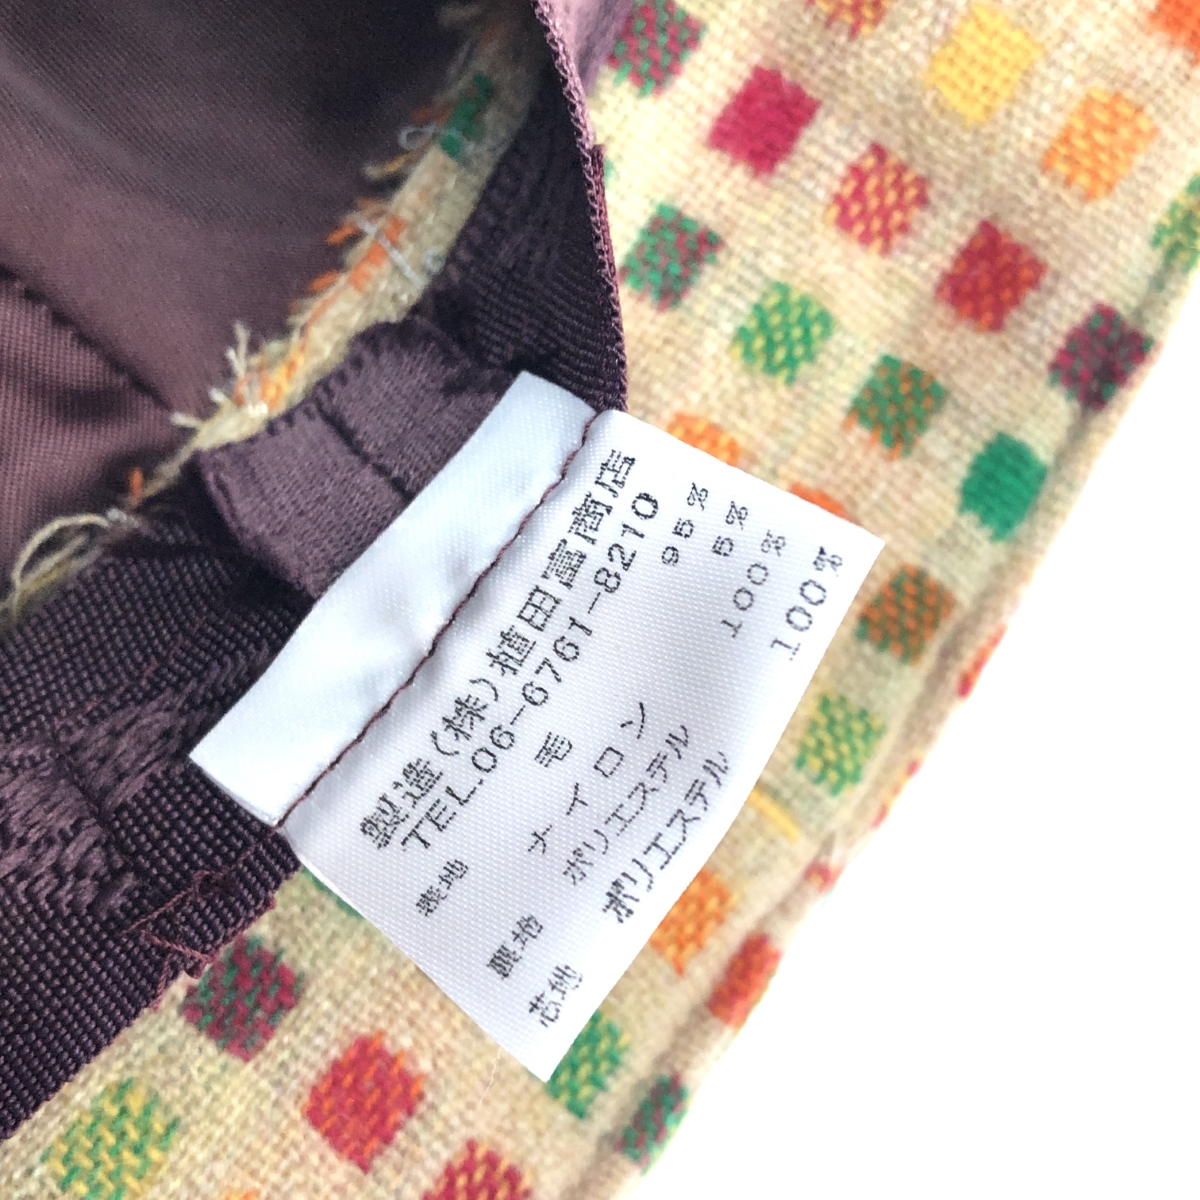 製造(株)植田富商店
TEL.06-6761-8210
表地 毛 95%
ナイロン 5%
裏地 ポリエステル 100%
芯地 ポリエステル 100%